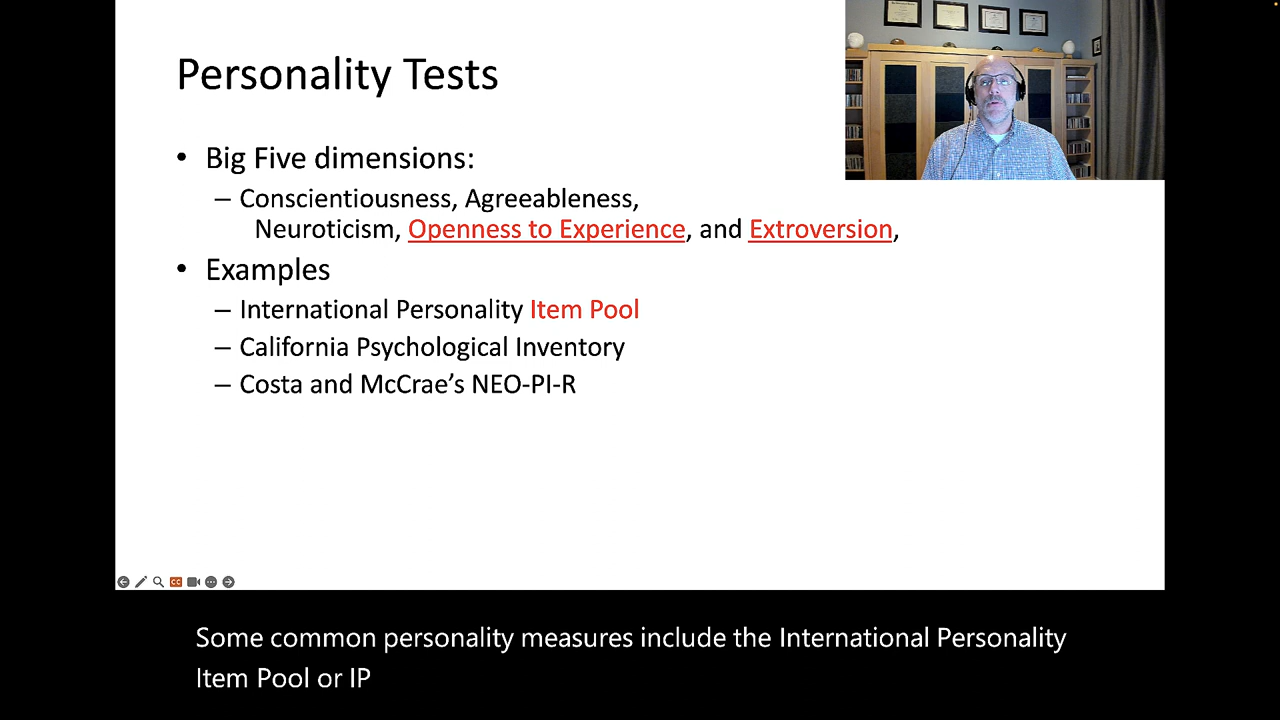 Personality Tests
• Big Five dimensions:
– Conscientiousness, Agreeableness,
Neuroticism, Openness to Experience, and Extroversion,
• Examples
– International Personality Item Pool
– California Psychological Inventory
– Costa and McCrae’s NEO-PI-R
CC
Some common personality measures include the International Personality
Item Pool or IP